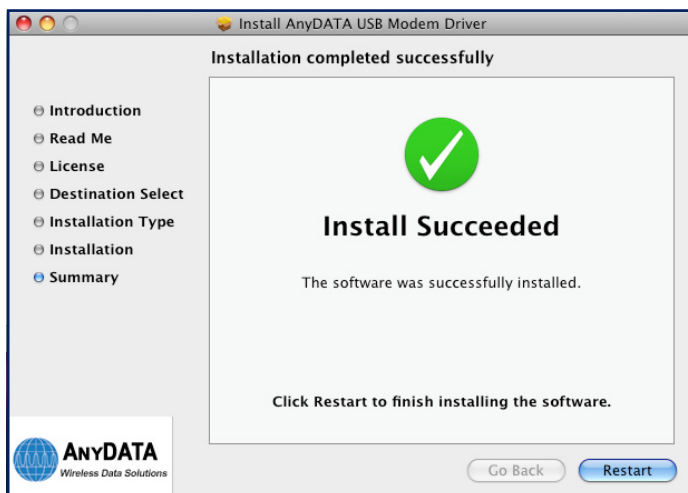 Install AnyDATA USB Modem Driver
Installation completed successfully
Introduction
Read Me
License
Destination Select
Installation Type
Installation
Summary
Install Succeeded
The software was successfully installed.
Click Restart to finish installing the software.
ANYDATA
Wireless Data Solutions
Go Back
Restart